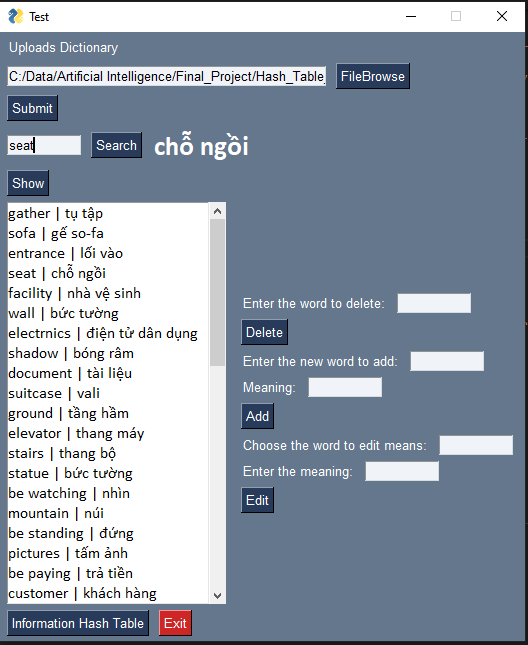 Test
Uploads Dictionary
C:/Data/Artificial Intelligence/Final_Project/Hash_Table FileBrowse
Submit
seat Search chỗ ngồi
Show
gather | tụ tập
sofa | gế so-fa
entrance | lối vào
seat | chỗ ngồi
facility | nhà vệ sinh
wall | bức tường
electrnics | điện tử dân dụng
shadow | bóng râm
document | tài liệu
suitcase | vali
ground | tầng hầm
elevator | thang máy
stairs | thang bộ
statue | bức tường
be watching | nhìn
mountain | núi
be standing | đứng
pictures | tấm ảnh
be paying | trả tiền
customer | khách hàng
Enter the word to delete:
Delete
Enter the new word to add:
Meaning:
Add
Choose the word to edit means:
Enter the meaning:
Edit
Information Hash Table Exit